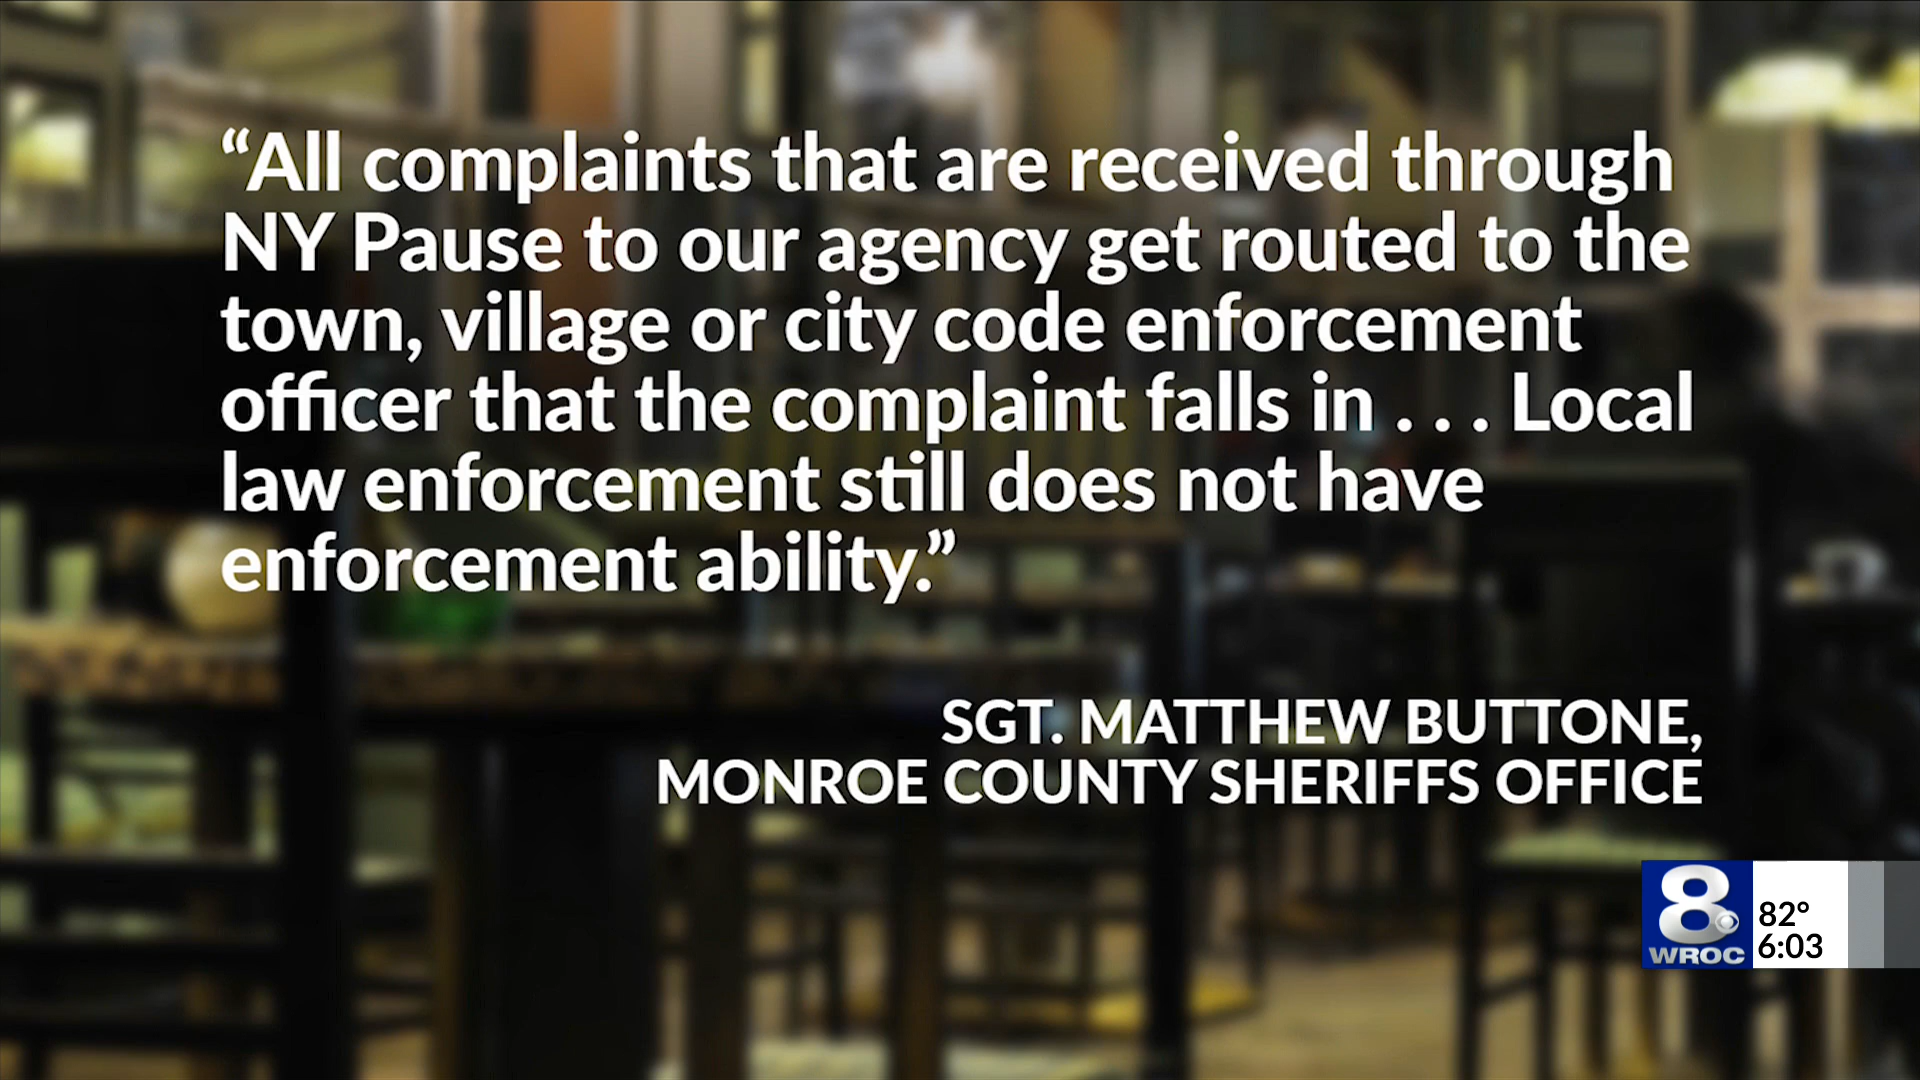 “All complaints that are received through
NY Pause to our agency get routed to the
town, village or city code enforcement
officer that the complaint falls in . . . Local
law enforcement still does not have
enforcement ability.”
SGT. MATTHEW BUTTONE,
MONROE COUNTY SHERIFFS OFFICE
8
WROC
82°
6:03